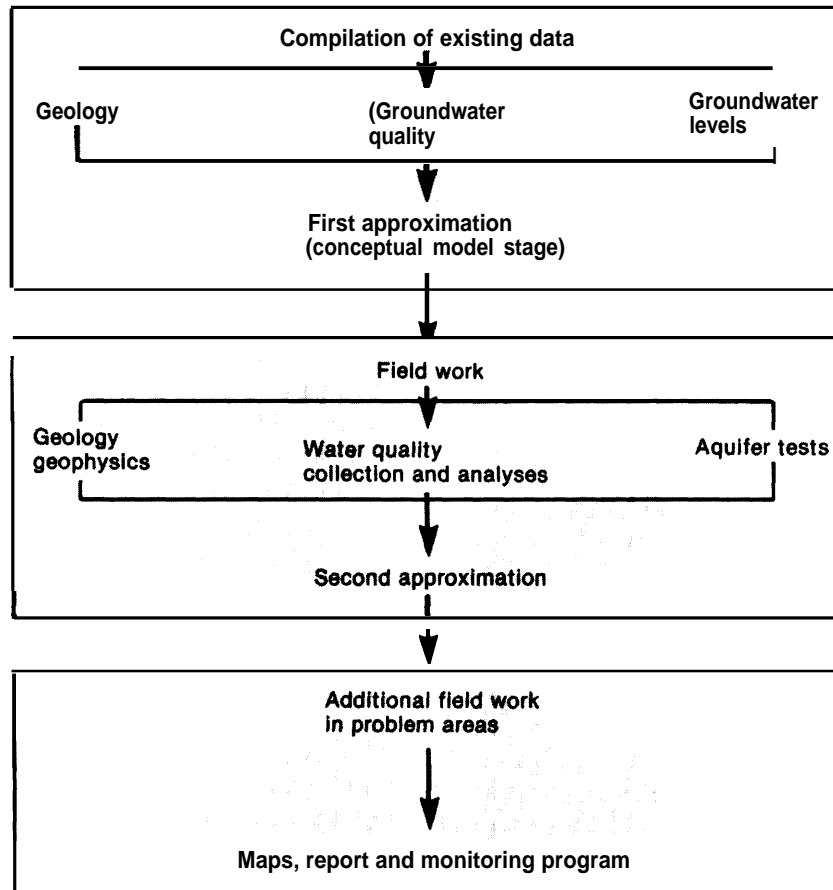 Compilation of existing data
Geology
(Groundwater
quality
Groundwater
levels
First approximation
(conceptual model stage)
Field work
Geology
geophysics
Water quality
collection and analyses
Aquifer tests
Second approximation
Additional field work
in problem areas
Maps, report and monitoring program